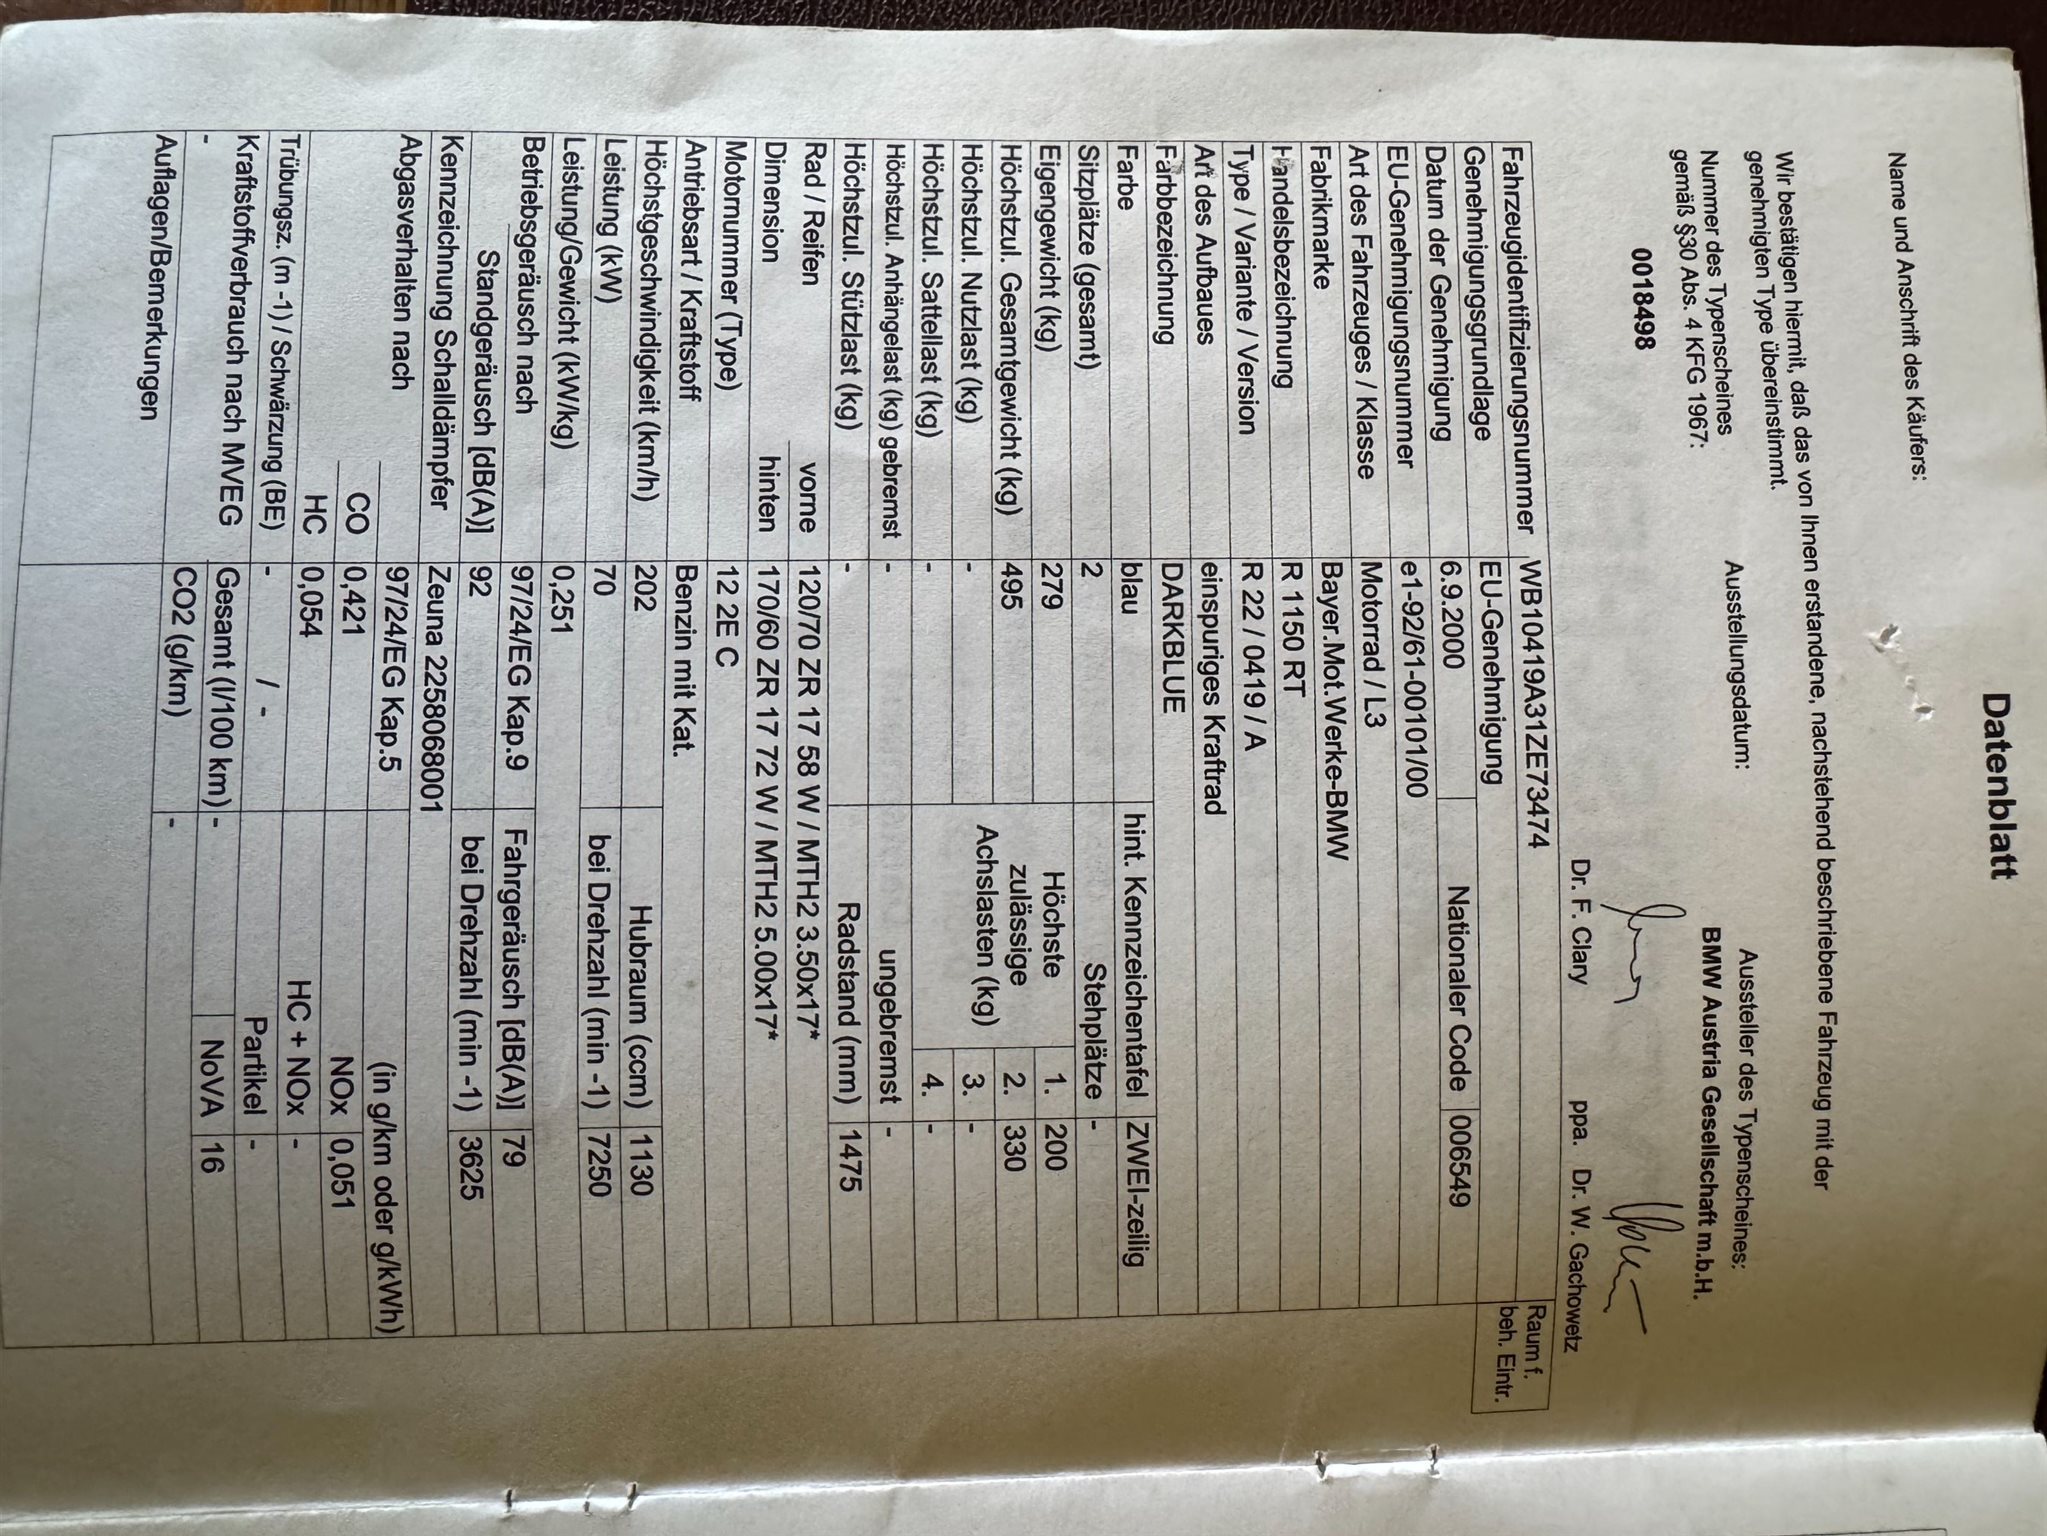 Datenblatt
Name und Anschrift des Käufers:
Wir bestätigen hiermit, daß das von Ihnen erstandene, nachstehend beschriebene Fahrzeug mit der
genehmigten Type übereinstimmt.
Nummer des Typenscheines
gemäß §30 Abs. 4 KFG 1967:
Ausstellungsdatum:
Aussteller des Typenscheines:
BMW Austria Gesellschaft m.b.H.
0018498
Dr. F. Clary ppa. Dr. W. Gachowetz
Fahrzeugidentifizierungsnummer WB10419A31ZE73474 Raum f. beh. Eintr.
Genehmigungsgrundlage EU-Genehmigung
Datum der Genehmigung 6.9.2000 Nationaler Code 006549
EU-Genehmigungsnummer e1-92/61-00101/00
Art des Fahrzeuges / Klasse Motorrad / L3
Fabrikmarke Bayer.Mot.Werke-BMW
Handelsbezeichnung R 1150 RT
Type / Variante / Version R 22 / 0419 / A
Art des Aufbaues einspuriges Kraftrad
Farbbezeichnung DARKBLUE
Farbe blau hint. Kennzeichentafel ZWEI-zeilig
Sitzplätze (gesamt) 2 Stehplätze -
Eigengewicht (kg) 279 Höchste zulässige Achslasten (kg) 1. 200
Höchstzul. Gesamtgewicht (kg) 495 2. 330
Höchstzul. Nutzlast (kg) - 3. -
Höchstzul. Sattellast (kg) - 4. -
Höchstzul. Anhängelast (kg) gebremst - ungebremst -
Höchstzul. Stützlast (kg) - Radstand (mm) 1475
Rad / Reifen vorne 120/70 ZR 17 58 W / MTH2 3.50x17*
Dimension hinten 170/60 ZR 17 72 W / MTH2 5.00x17*
Motornummer (Type) 12 2E C
Antriebsart / Kraftstoff Benzin mit Kat.
Höchstgeschwindigkeit (km/h) 202 Hubraum (ccm) 1130
Leistung (kW) 70 bei Drehzahl (min -1) 7250
Leistung/Gewicht (kW/kg) 0,251
Betriebsgeräusch nach 97/24/EG Kap.9 Fahrgeräusch [dB(A)] 79
Standgeräusch [dB(A)] 92 bei Drehzahl (min -1) 3625
Kennzeichnung Schalldämpfer Zeuna 2258068001
Abgasverhalten nach 97/24/EG Kap.5 (in g/km oder g/kWh)
CO 0,421 NOx 0,051
HC 0,054 HC + NOx -
Trübungsz. (m -1) / Schwärzung (BE) - / - Partikel -
Kraftstoffverbrauch nach MVEG Gesamt (l/100 km) - NoVA 16
- CO2 (g/km) -
Auflagen/Bemerkungen